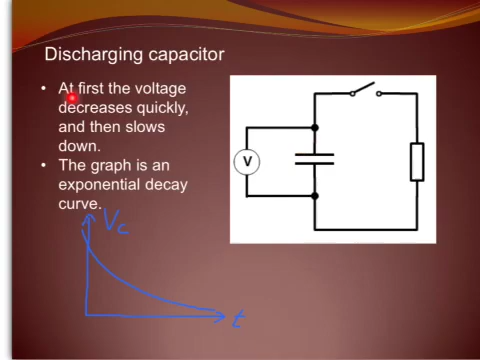 Discharging capacitor
• At first the voltage
decreases quickly,
and then slows
down.
• The graph is an
exponential decay
curve.
V
Vc
t